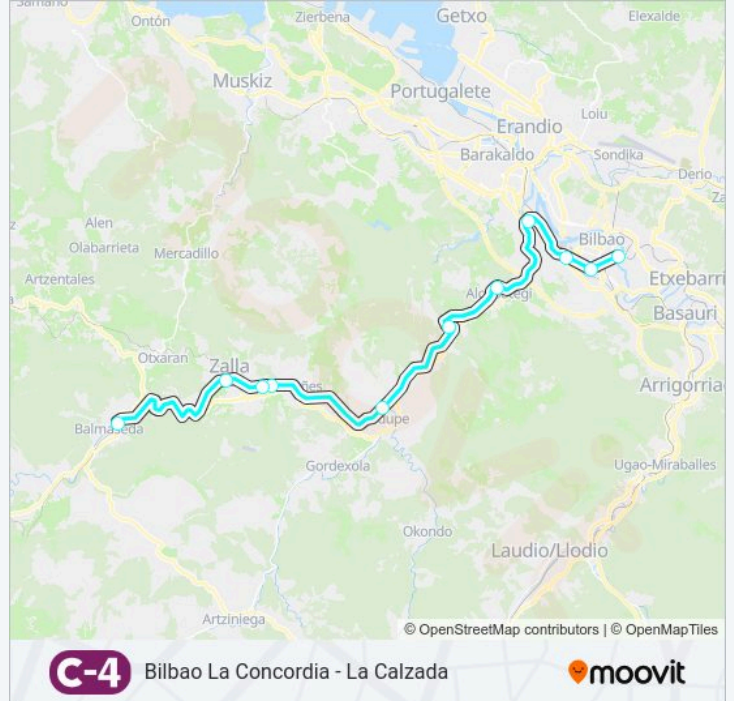 Ontón
Zierbena
Getxo
Elexalde
Muskiz
Portugalete
Loiu
Erandio
Barakaldo
Sondika
Derio
Alen
Bilbao
Olabarrieta
Mercadillo
Etxebarri
Artzentales
Basauri
Otxaran
Zalla
Arrigorria
Balmaseda
Gordexola
Ugao-Miraballes
Okondo
Laudio/Llodio
Artziniega
© OpenStreetMap contributors | © OpenMapTiles
C-4 Bilbao La Concordia - La Calzada moovit